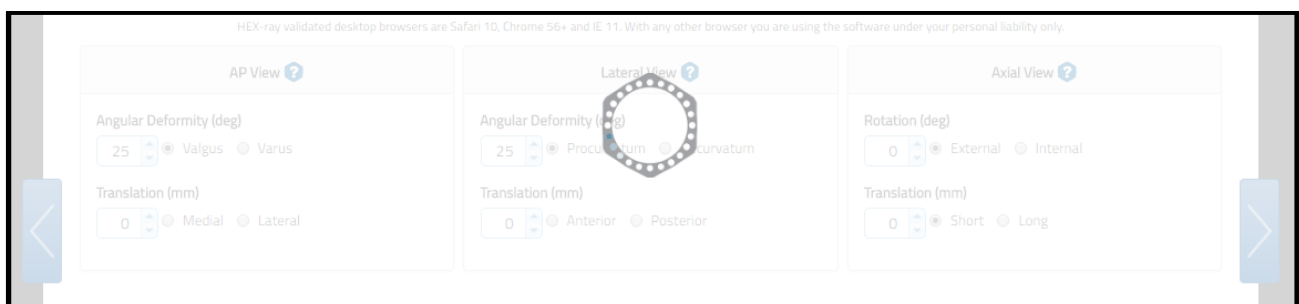 HEX-ray validated desktop browsers are Safari 10, Chrome 56+ and IE 11. With any other browser you are using the software under your personal liability only.
AP View ?
Angular Deformity (deg)
25 Valgus Varus
Translation (mm)
0 Medial Lateral
Lateral View ?
Angular Deformity (deg)
25 Procurvatum
Translation (mm)
0 Anterior Posterior
Axial View ?
Rotation (deg)
0 External Internal
Translation (mm)
0 Short Long